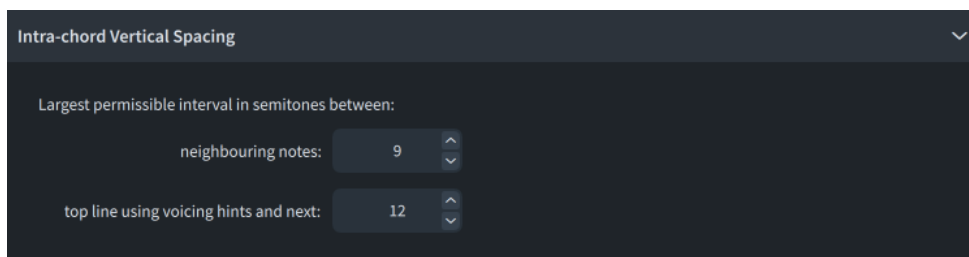 Intra-chord Vertical Spacing
Largest permissible interval in semitones between:
neighbouring notes: 9
top line using voicing hints and next: 12